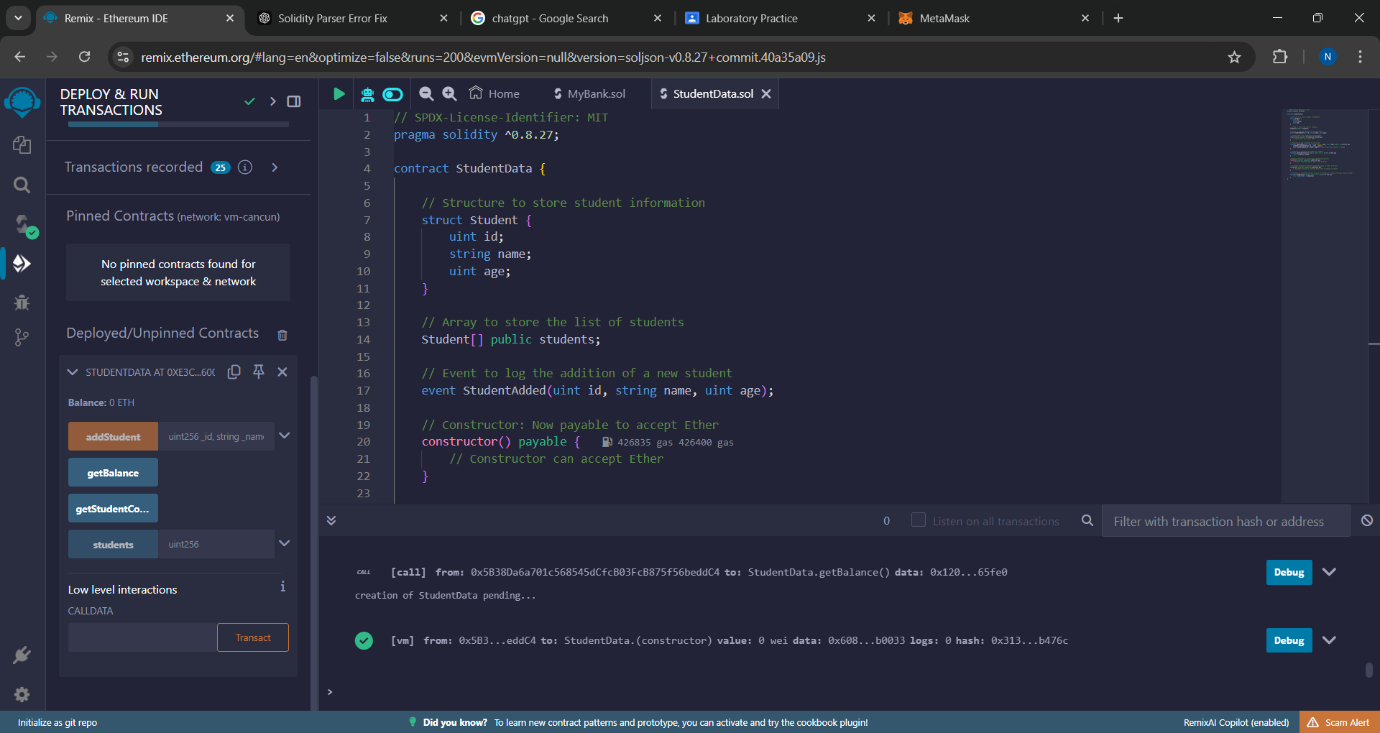 Remix - Ethereum IDE
Solidity Parser Error Fix
chatgpt - Google Search
Laboratory Practice
MetaMask
remix.ethereum.org/#lang=en&optimize=false&runs=200&evmVersion=null&version=soljson-v0.8.27+commit.40a35a09.js
N
DEPLOY & RUN
TRANSACTIONS
Transactions recorded 25 i
Pinned Contracts (network: vm-cancun)
No pinned contracts found for
selected workspace & network
Deployed/Unpinned Contracts
STUDENTDATA AT 0XE3C...60(
Balance: 0 ETH
addStudent uint256 _id, string _name
getBalance
getStudentCo...
students uint256
Low level interactions i
CALLDATA
Transact
Home
MyBank.sol
StudentData.sol
1 // SPDX-License-Identifier: MIT
2 pragma solidity ^0.8.27;
3
4 contract StudentData {
5
6 // Structure to store student information
7 struct Student {
8 uint id;
9 string name;
10 uint age;
11 }
12
13 // Array to store the list of students
14 Student[] public students;
15
16 // Event to log the addition of a new student
17 event StudentAdded(uint id, string name, uint age);
18
19 // Constructor: Now payable to accept Ether
20 constructor() payable { 426835 gas 426400 gas
21 // Constructor can accept Ether
22 }
23
0 Listen on all transactions Filter with transaction hash or address
CALL [call] from: 0x5B38Da6a701c568545dCfcB03FcB875f56beddC4 to: StudentData.getBalance() data: 0x120...65fe0 Debug
creation of StudentData pending...
[vm] from: 0x5B3...eddC4 to: StudentData.(constructor) value: 0 wei data: 0x608...b0033 logs: 0 hash: 0x313...b476c Debug
>
Initialize as git repo
Did you know? To learn new contract patterns and prototype, you can activate and try the cookbook plugin!
RemixAI Copilot (enabled)
Scam Alert